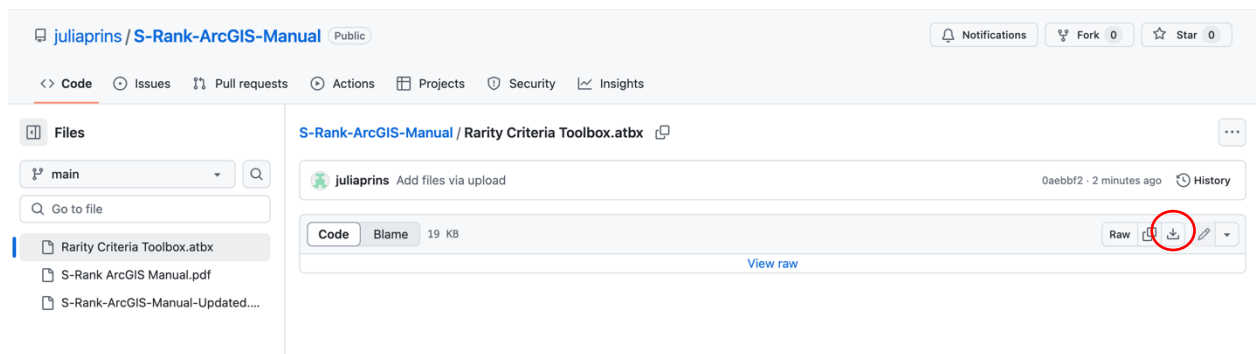 juliaprins / S-Rank-ArcGIS-Manual Public
Notifications Fork 0 Star 0
Code Issues Pull requests Actions Projects Security Insights
Files
main
Go to file
Rarity Criteria Toolbox.atbx
S-Rank ArcGIS Manual.pdf
S-Rank-ArcGIS-Manual-Updated....
S-Rank-ArcGIS-Manual / Rarity Criteria Toolbox.atbx
juliaprins Add files via upload
0aebbf2 · 2 minutes ago History
Code Blame 19 KB
Raw
View raw